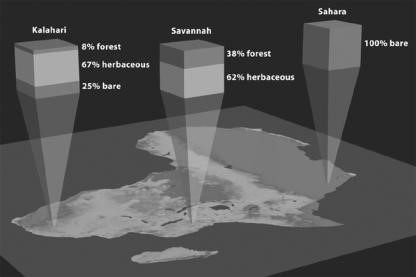 Kalahari
8% forest
67% herbaceous
25% bare
Savannah
38% forest
62% herbaceous
Sahara
100% bare